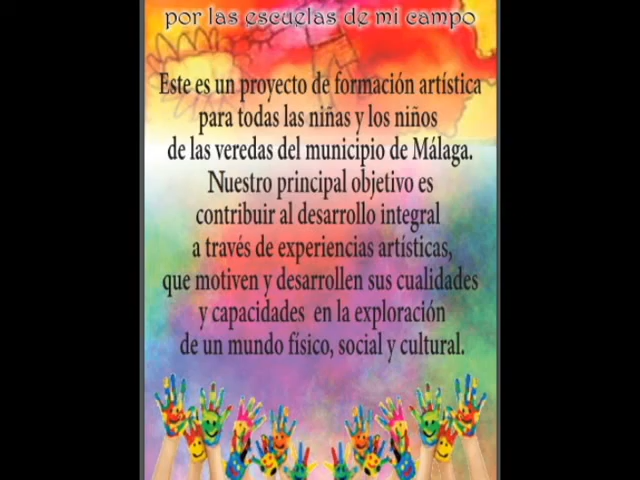 por las escuelas de mi campo
Este es un proyecto de formación artística
para todas las niñas y los niños
de las veredas del municipio de Málaga.
Nuestro principal objetivo es
contribuir al desarrollo integral
a través de experiencias artísticas,
que motiven y desarrollen sus cualidades
y capacidades en la exploración
de un mundo físico, social y cultural.